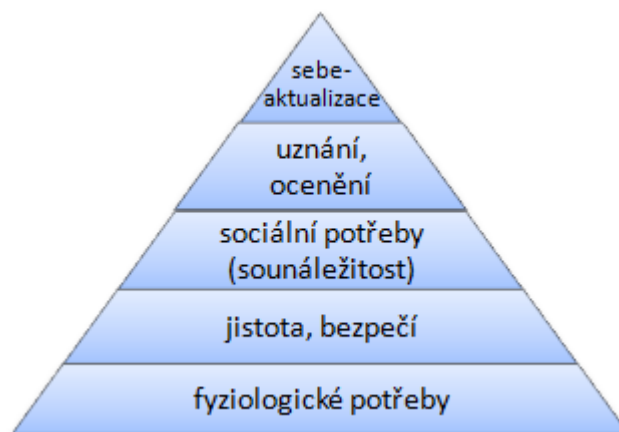 sebe-
aktualizace
uznání,
ocenění
sociální potřeby
(sounáležitost)
jistota, bezpečí
fyziologické potřeby